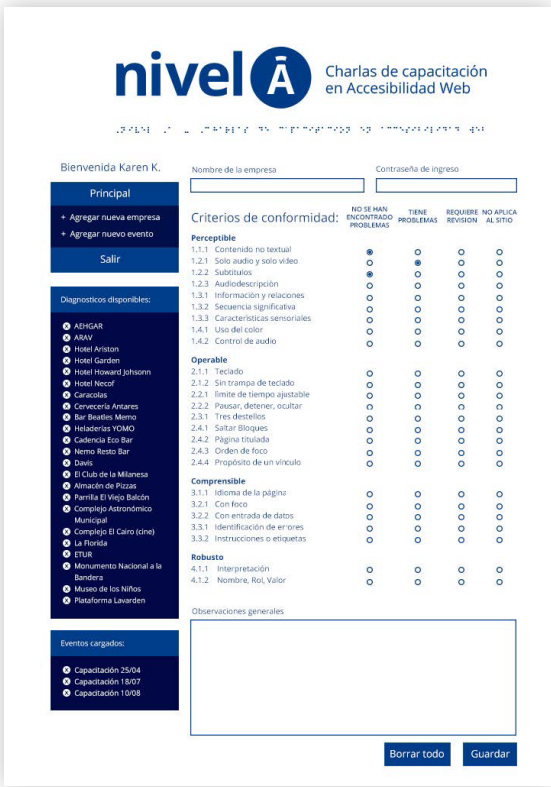 nivel Ā
Charlas de capacitación
en Accesibilidad Web
Bienvenida Karen K.
Principal
+ Agregar nueva empresa
+ Agregar nuevo evento
Salir
Diagnosticos disponibles:
AEHGAR
ARAV
Hotel Ariston
Hotel Garden
Hotel Howard Johsonn
Hotel Necof
Caracolas
Cervecería Antares
Bar Beatles Memo
Heladerías YOMO
Cadencia Eco Bar
Nemo Resto Bar
Davis
El Club de la Milanesa
Almacén de Pizzas
Parrilla El Viejo Balcón
Complejo Astronómico
Municipal
Complejo El Cairo (cine)
La Florida
ETUR
Monumento Nacional a la
Bandera
Museo de los Niños
Plataforma Lavarden
Eventos cargados:
Capacitación 25/04
Capacitación 18/07
Capacitación 10/08
Nombre de la empresa
Contraseña de ingreso
Criterios de conformidad:
NO SE HAN
ENCONTRADO
PROBLEMAS
TIENE
PROBLEMAS
REQUIERE
REVISION
NO APLICA
AL SITIO
Perceptible
1.1.1 Contenido no textual
1.2.1 Solo audio y solo video
1.2.2 Subtitulos
1.2.3 Audiodescripción
1.3.1 Información y relaciones
1.3.2 Secuencia significativa
1.3.3 Caracteristicas sensoriales
1.4.1 Uso del color
1.4.2 Control de audio
Operable
2.1.1 Teclado
2.1.2 Sin trampa de teclado
2.2.1 límite de tiempo ajustable
2.2.2 Pausar, detener, ocultar
2.3.1 Tres destellos
2.4.1 Saltar Bloques
2.4.2 Página titulada
2.4.3 Orden de foco
2.4.4 Propósito de un vínculo
Comprensible
3.1.1 Idioma de la página
3.2.1 Con foco
3.2.2 Con entrada de datos
3.3.1 Identificación de errores
3.3.2 Instrucciones o etiquetas
Robusto
4.1.1 Interpretación
4.1.2 Nombre, Rol, Valor
Observaciones generales
Borrar todo
Guardar